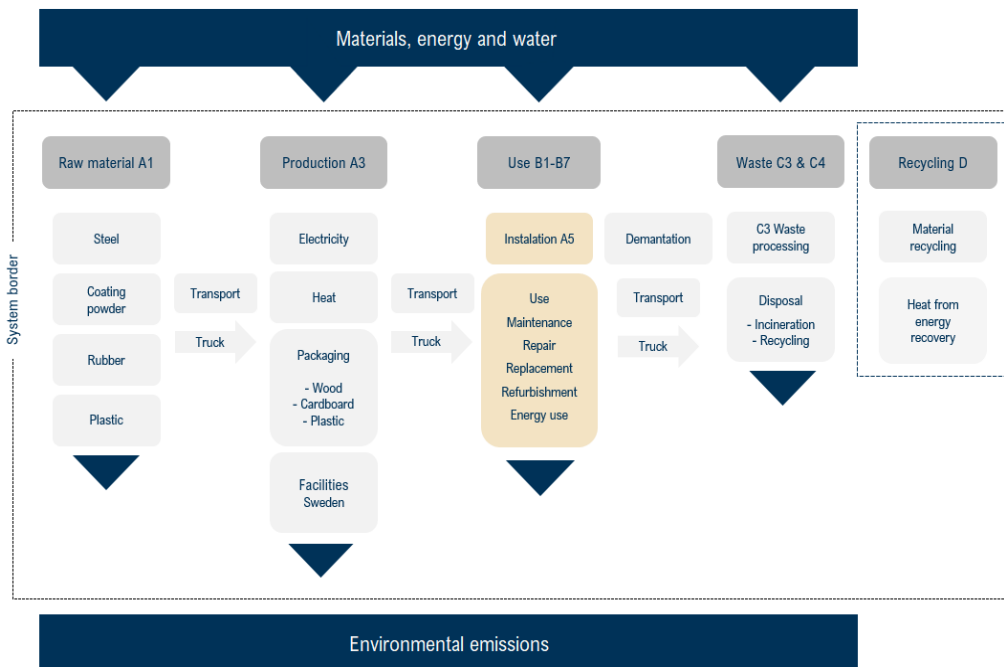 Materials, energy and water
System border
Raw material A1
Steel
Coating
powder
Rubber
Plastic
Transport
Truck
Production A3
Electricity
Heat
Packaging
- Wood
- Cardboard
- Plastic
Facilities
Sweden
Transport
Truck
Use B1-B7
Instalation A5
Use
Maintenance
Repair
Replacement
Refurbishment
Energy use
Demantation
Transport
Truck
Waste C3 & C4
C3 Waste
processing
Disposal
- Incineration
- Recycling
Recycling D
Material
recycling
Heat from
energy
recovery
Environmental emissions